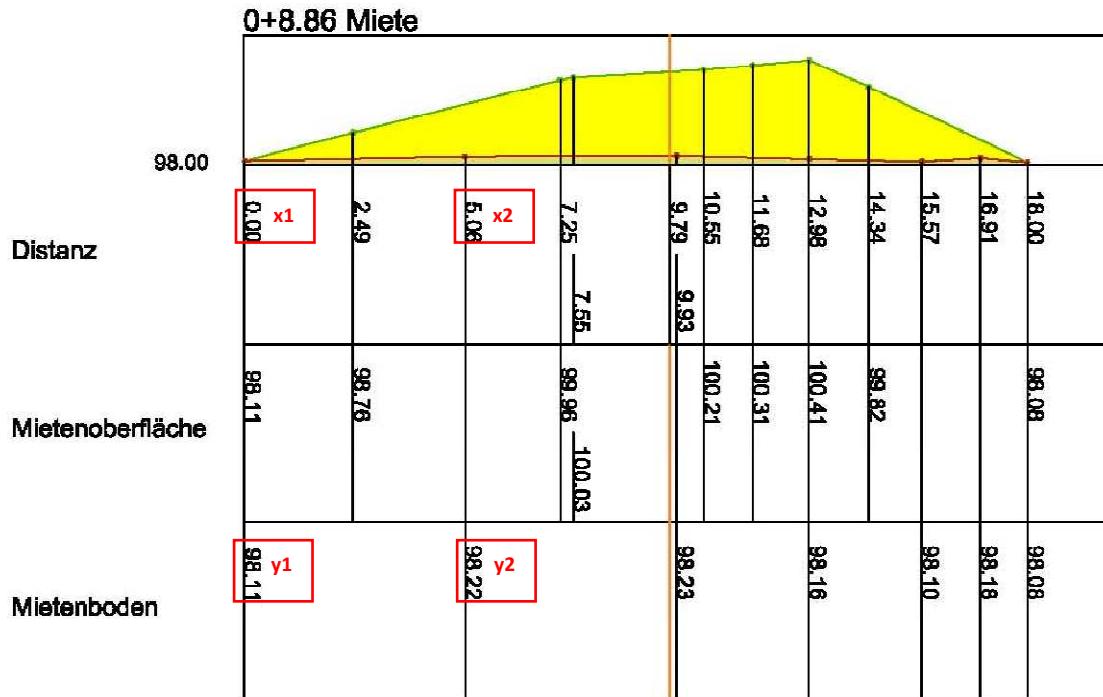 0+8.86 Miete
98.00
Distanz
0.00 x1 2.49 5.06 x2 7.25 9.79 10.55 11.68 12.98 14.34 15.57 16.91 18.00
7.55 9.93
Mietenoberfläche
98.11 98.76 99.96 100.21 100.31 100.41 99.82 98.08
100.03
Mietenboden
98.11 y1 98.22 y2 98.23 98.16 98.10 98.18 98.08